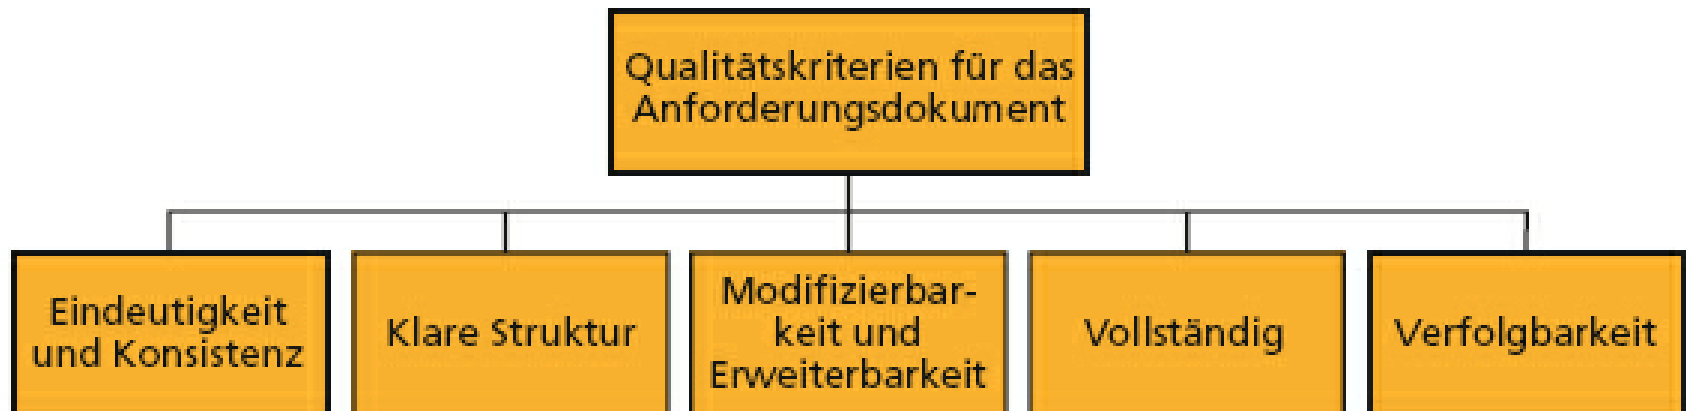 Qualitätskriterien für das
Anforderungsdokument
Eindeutigkeit
und Konsistenz
Klare Struktur
Modifizierbar-
keit und
Erweiterbarkeit
Vollständig
Verfolgbarkeit